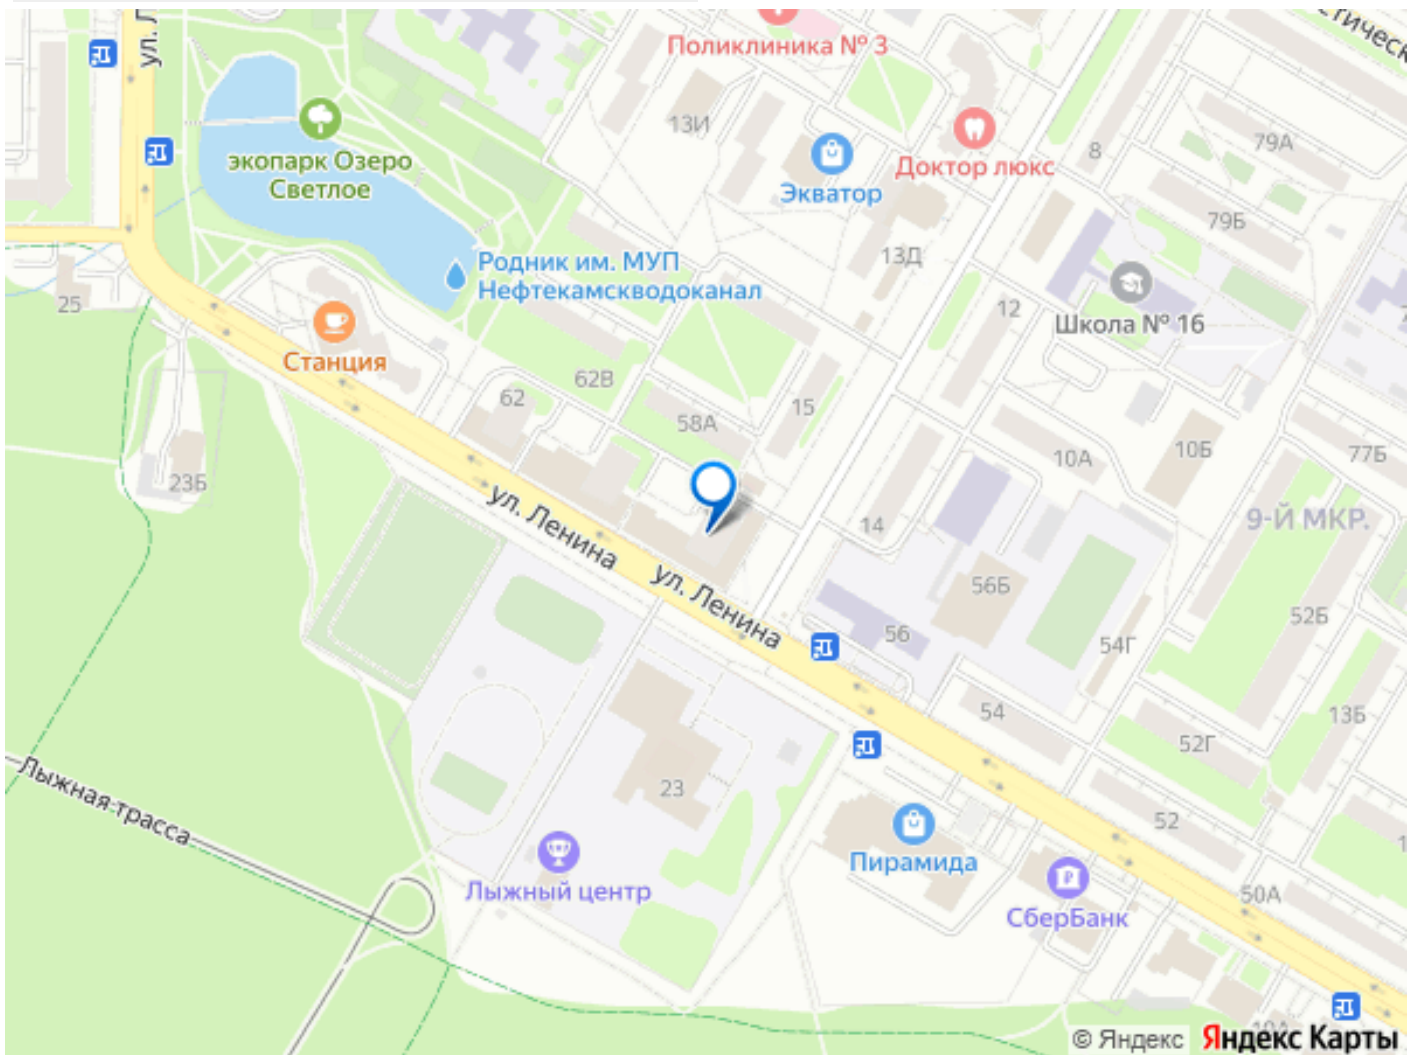 ул. Л
Поликлиника № 3
13И
экопарк Озеро
Светлое
Экватор
Доктор люкс
8
79А
79Б
13Д
Родник им. МУП
Нефтекамскводоканал
25
Станция
12
Школа № 16
62В
62
58А
15
10А
10Б
77Б
23Б
ул. Ленина
14
9-Й МКР.
ул. Ленина
56Б
56
52Б
54Г
54
52Г
13Б
Лыжная трасса
23
52
Пирамида
Лыжный центр
СберБанк
50А
© Яндекс Яндекс Карты